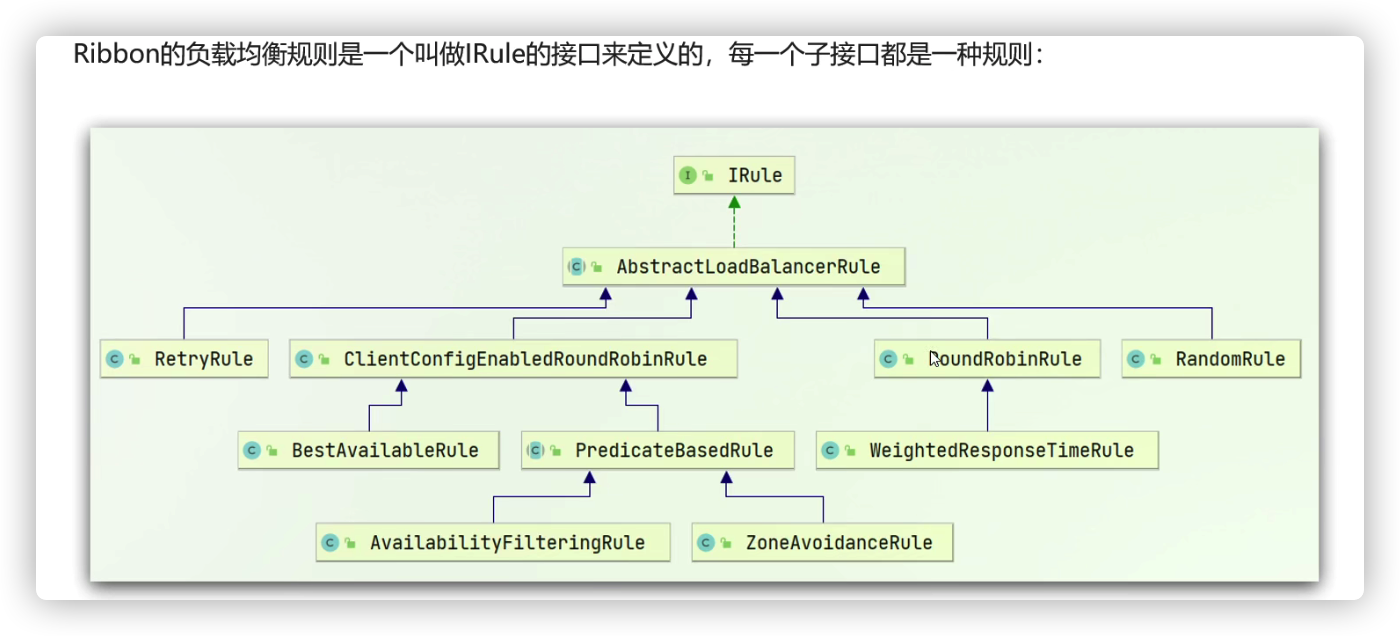 Ribbon的负载均衡规则是一个叫做IRule的接口来定义的，每一个子接口都是一种规则：
I IRule
C AbstractLoadBalancerRule
C RetryRule C ClientConfigEnabledRoundRobinRule C RoundRobinRule C RandomRule
C BestAvailableRule C PredicateBasedRule C WeightedResponseTimeRule
C AvailabilityFilteringRule C ZoneAvoidanceRule